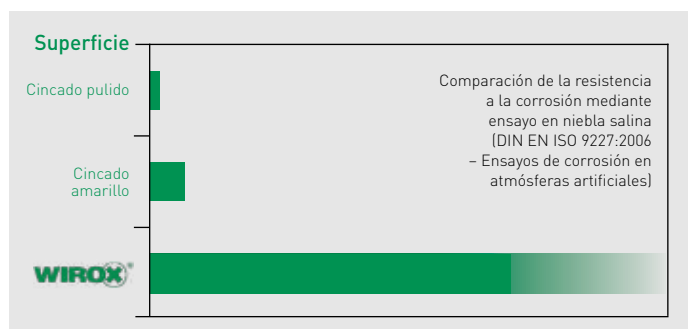 Superficie
Cincado pulido
Cincado
amarillo
WIROX®
Comparación de la resistencia
a la corrosión mediante
ensayo en niebla salina
(DIN EN ISO 9227:2006
– Ensayos de corrosión en
atmósferas artificiales)